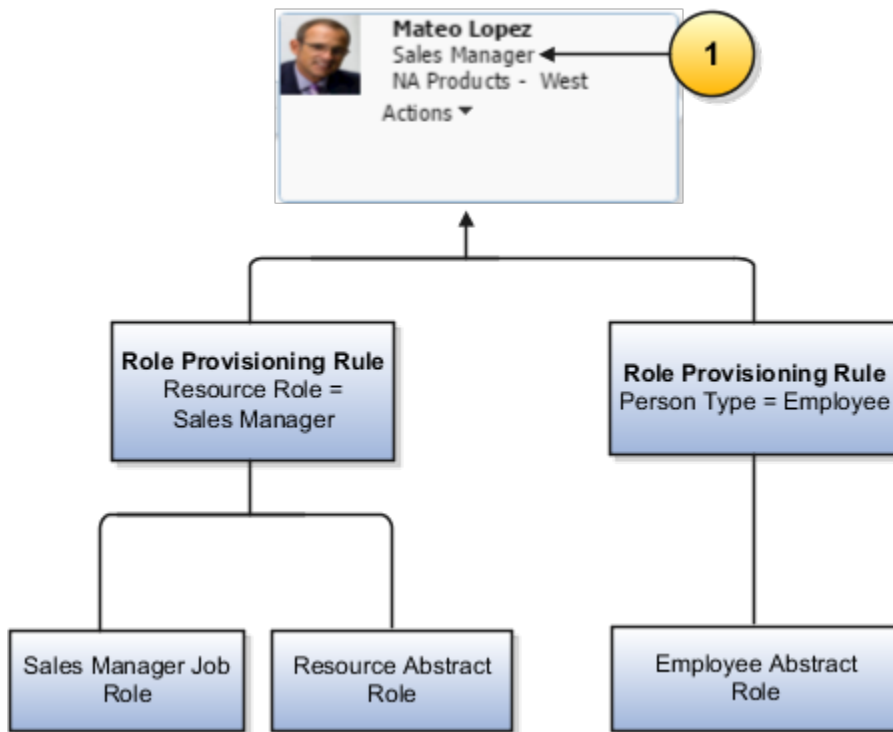 Mateo Lopez
Sales Manager
1
NA Products - West
Actions
Role Provisioning Rule
Resource Role =
Sales Manager
Role Provisioning Rule
Person Type = Employee
Sales Manager Job
Role
Resource Abstract
Role
Employee Abstract
Role